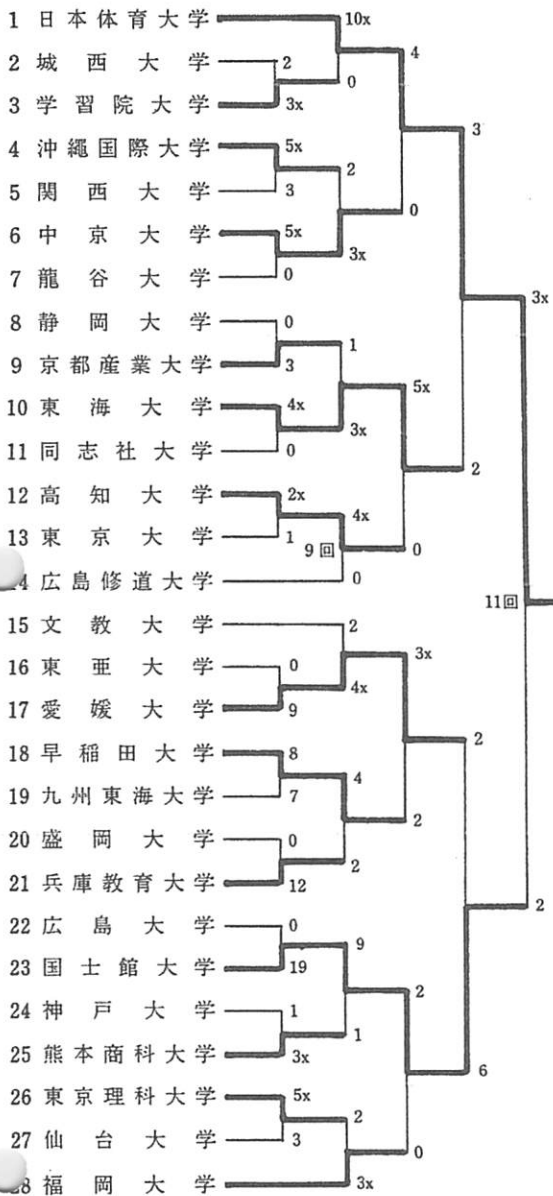 1 日本体育大学 10x
4
2 城西大学 2
0
3 学習院大学 3x
3
4 沖縄国際大学 5x
2
5 関西大学 3
0
6 中京大学 5x
3x
7 龍谷大学 0
3x
8 静岡大学 0
1
9 京都産業大学 3
5x
10 東海大学 4x
3x
11 同志社大学 0
2
12 高知大学 2x
4x
13 東京大学 1
9回 0
4 広島修道大学 0
11回
15 文教大学 2
3x
16 東亜大学 0
4x
17 愛媛大学 9
2
18 早稲田大学 8
4
19 九州東海大学 7
2
20 盛岡大学 0
2
21 兵庫教育大学 12
2
22 広島大学 0
9
23 国士館大学 19
2
24 神戸大学 1
1
25 熊本商科大学 3x
6
26 東京理科大学 5x
2
27 仙台大学 3
0
28 福岡大学 3x